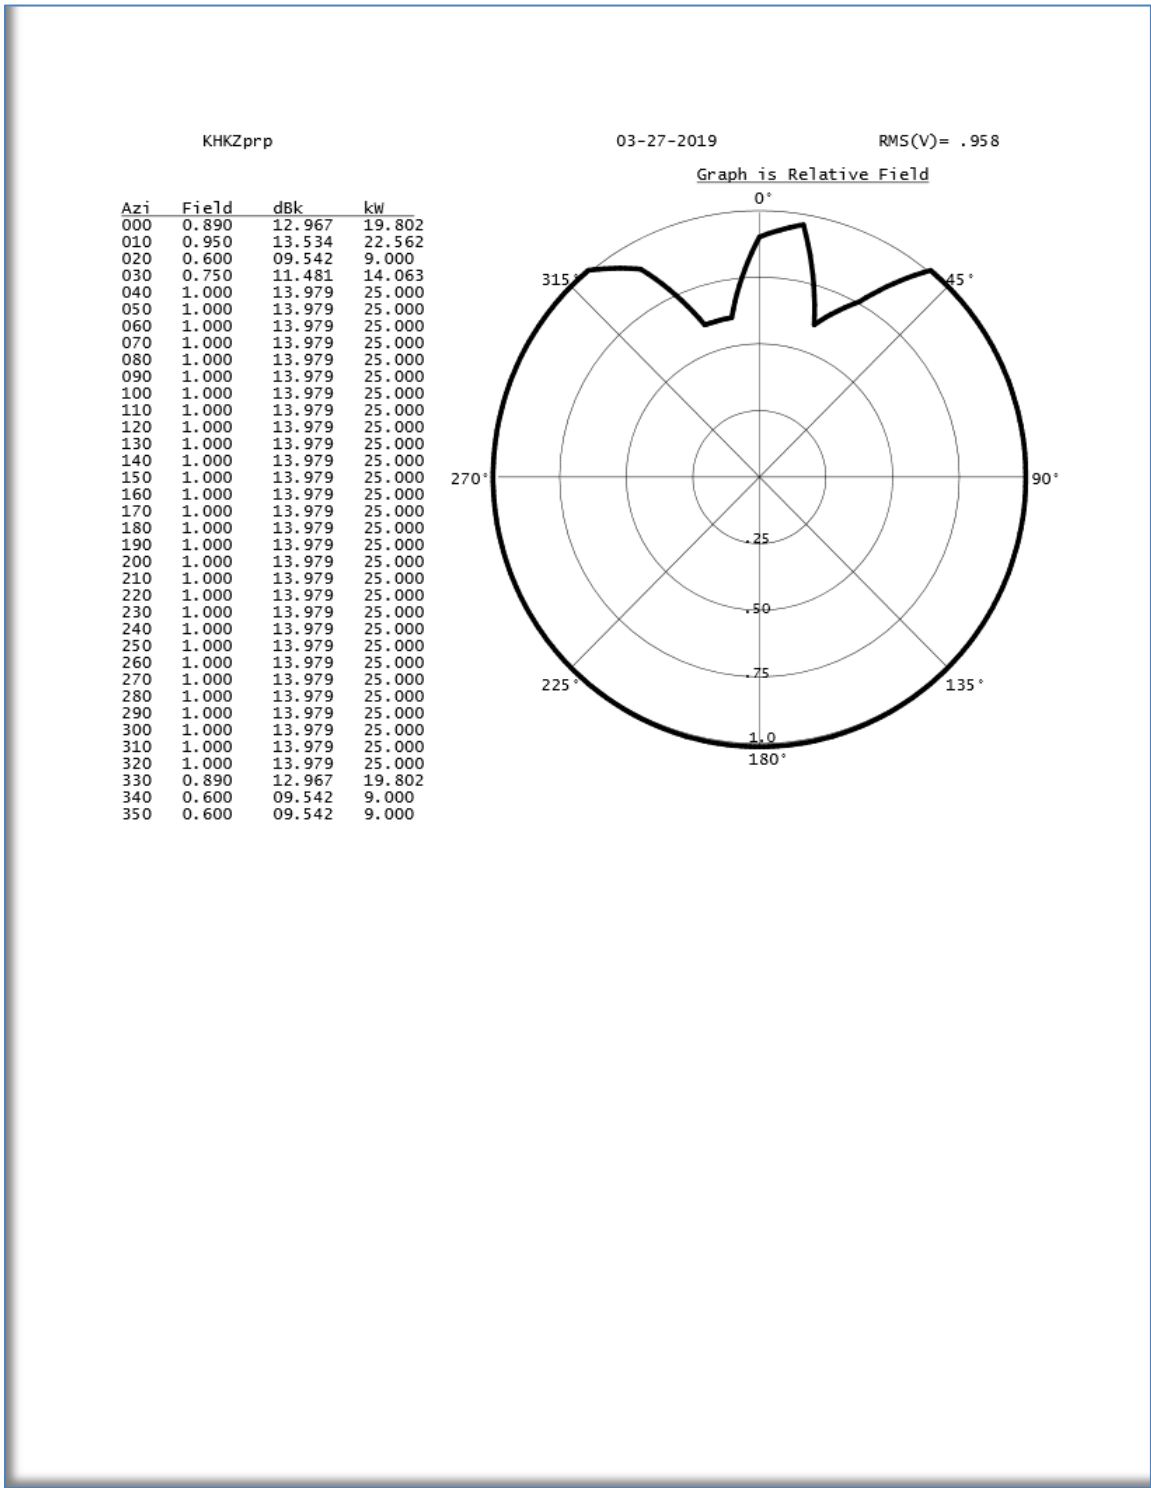 KHKZprp 03-27-2019 RMS(V)= .958
Graph is Relative Field
Azi Field dBk kW
000 0.890 12.967 19.802
010 0.950 13.534 22.562
020 0.600 09.542 9.000
030 0.750 11.481 14.063
040 1.000 13.979 25.000
050 1.000 13.979 25.000
060 1.000 13.979 25.000
070 1.000 13.979 25.000
080 1.000 13.979 25.000
090 1.000 13.979 25.000
100 1.000 13.979 25.000
110 1.000 13.979 25.000
120 1.000 13.979 25.000
130 1.000 13.979 25.000
140 1.000 13.979 25.000
150 1.000 13.979 25.000
160 1.000 13.979 25.000
170 1.000 13.979 25.000
180 1.000 13.979 25.000
190 1.000 13.979 25.000
200 1.000 13.979 25.000
210 1.000 13.979 25.000
220 1.000 13.979 25.000
230 1.000 13.979 25.000
240 1.000 13.979 25.000
250 1.000 13.979 25.000
260 1.000 13.979 25.000
270 1.000 13.979 25.000
280 1.000 13.979 25.000
290 1.000 13.979 25.000
300 1.000 13.979 25.000
310 1.000 13.979 25.000
320 1.000 13.979 25.000
330 0.890 12.967 19.802
340 0.600 09.542 9.000
350 0.600 09.542 9.000
0°
315° 45°
270° 90°
.25
.50
.75
225° 135°
1.0
180°